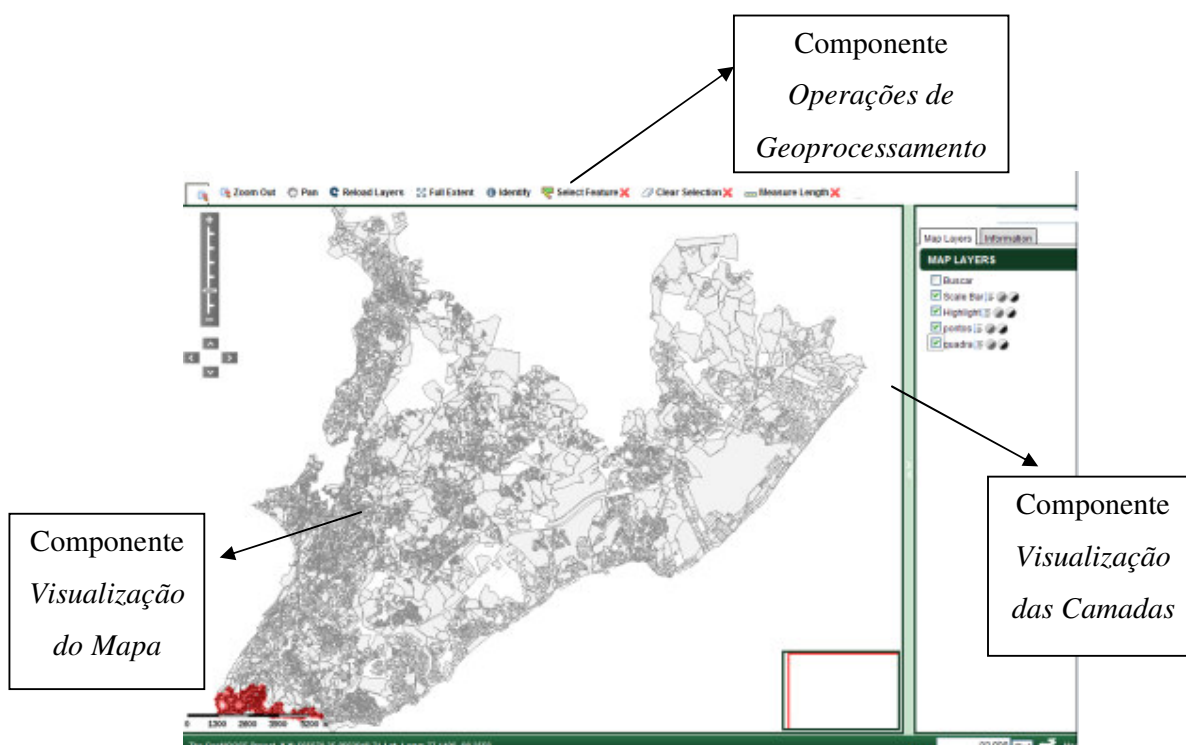 Componente
Operações de
Geoprocessamento
Zoom Out Pan Reload Layers Full Extent Identify Select Feature Clear Selection Measure Length
Map Layers Information
MAP LAYERS
Buscar
Scale Bar
Highlight
pontos
quadra
Componente
Visualização
do Mapa
Componente
Visualização
das Camadas
0 1300 2600 3900 5200